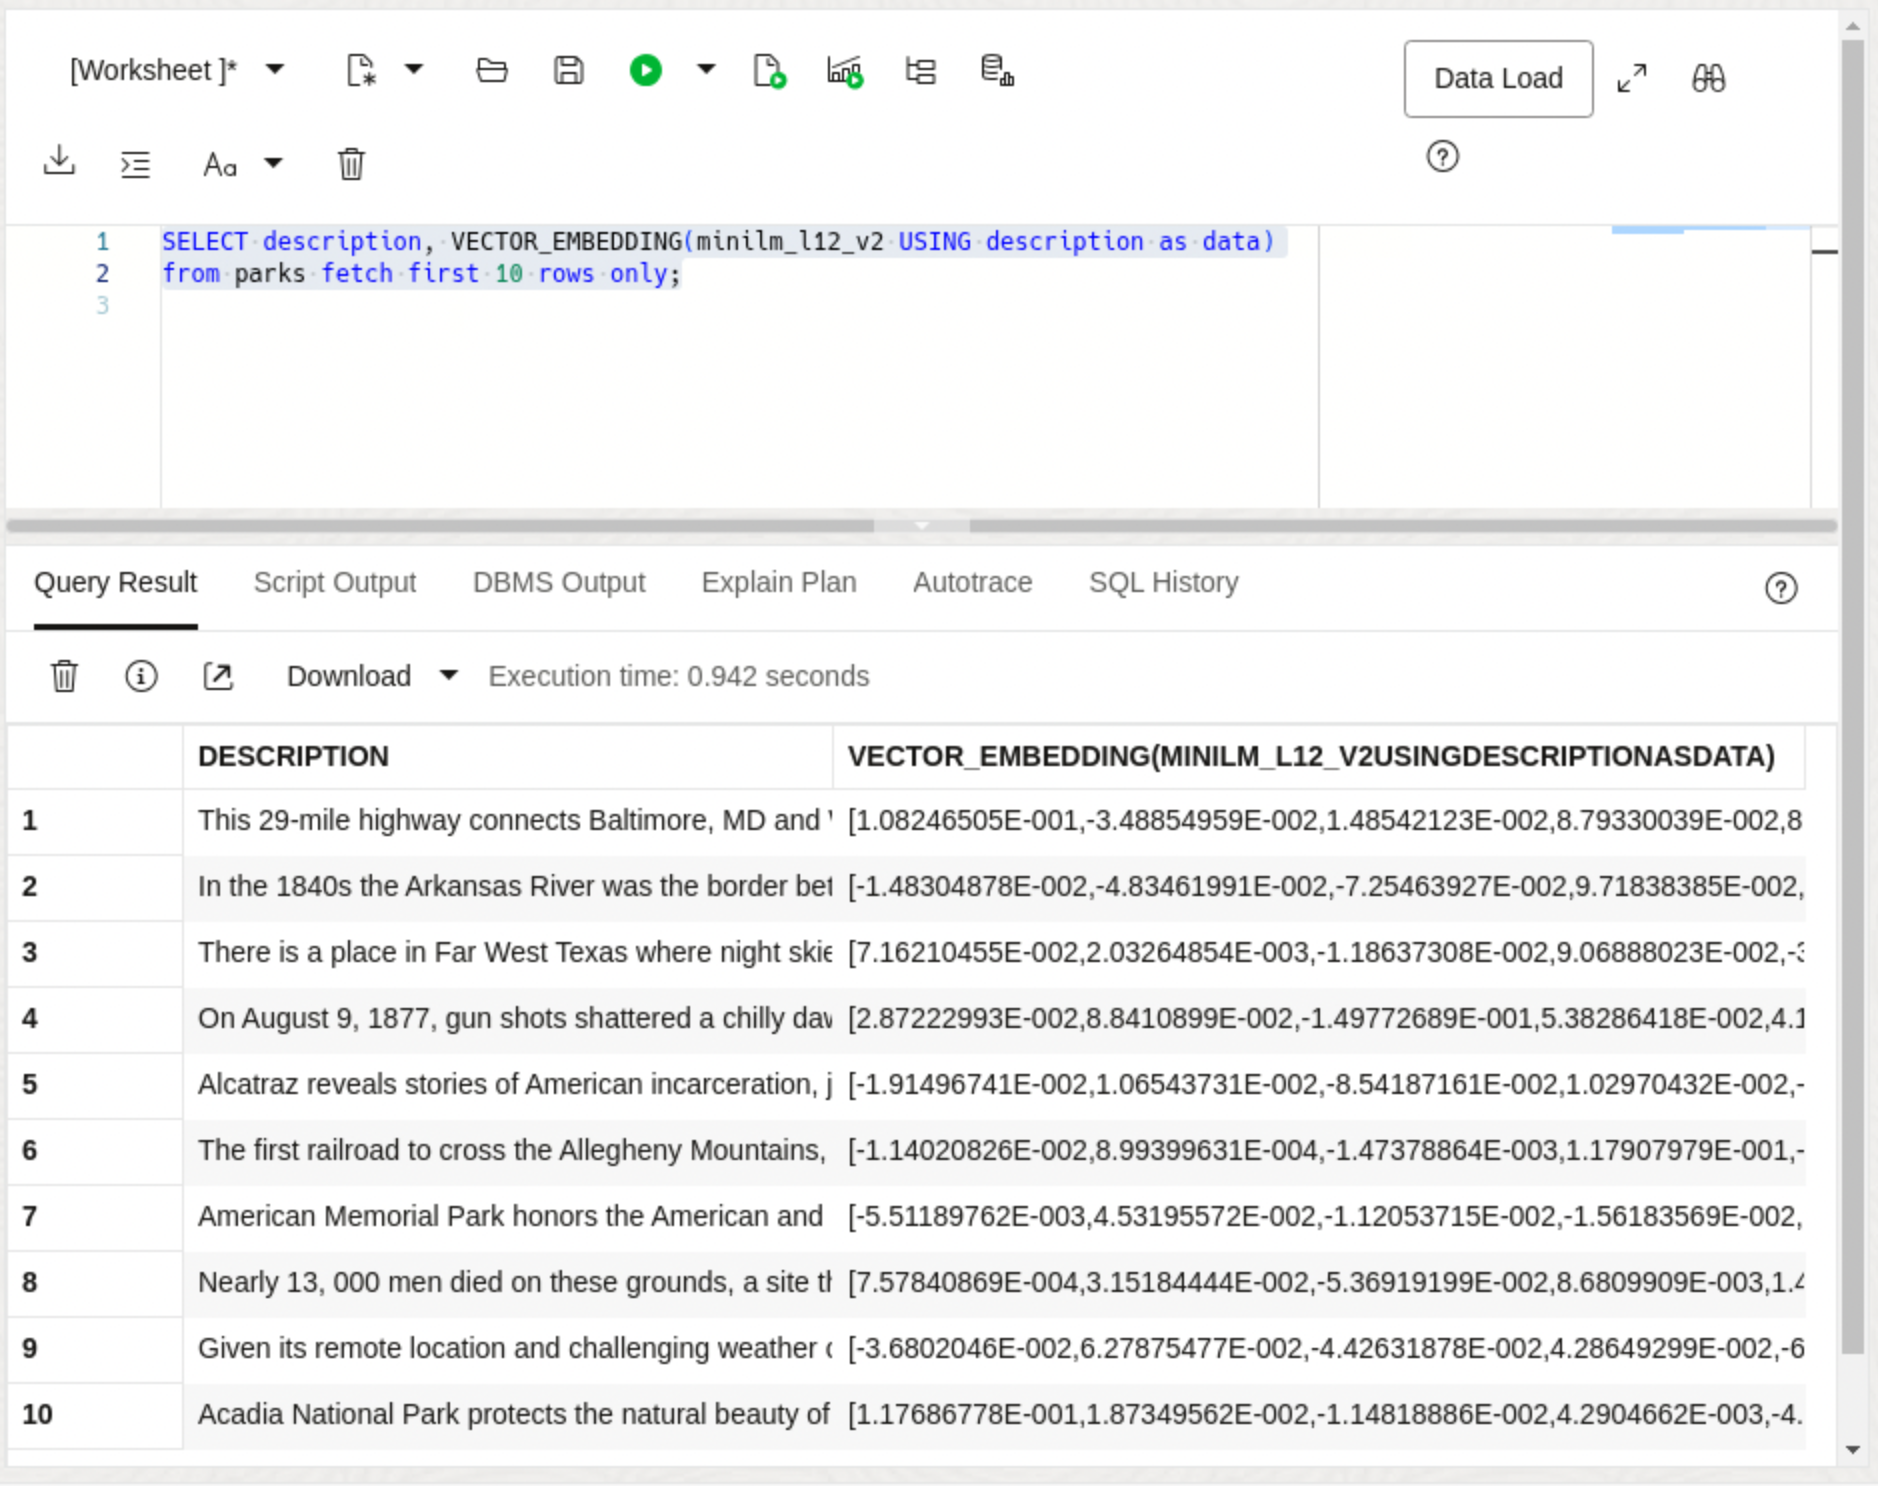 [Worksheet ]*
Data Load
Aa
1 SELECT description, VECTOR_EMBEDDING(minilm_l12_v2 USING description as data)
2 from parks fetch first 10 rows only;
3
Query Result Script Output DBMS Output Explain Plan Autotrace SQL History
Download Execution time: 0.942 seconds
DESCRIPTION VECTOR_EMBEDDING(MINILM_L12_V2USINGDESCRIPTIONASDATA)
1 This 29-mile highway connects Baltimore, MD and [1.08246505E-001,-3.48854959E-002,1.48542123E-002,8.79330039E-002,8
2 In the 1840s the Arkansas River was the border bet [-1.48304878E-002,-4.83461991E-002,-7.25463927E-002,9.71838385E-002,
3 There is a place in Far West Texas where night skie [7.16210455E-002,2.03264854E-003,-1.18637308E-002,9.06888023E-002,-3
4 On August 9, 1877, gun shots shattered a chilly daw [2.87222993E-002,8.8410899E-002,-1.49772689E-001,5.38286418E-002,4.1
5 Alcatraz reveals stories of American incarceration, j [-1.91496741E-002,1.06543731E-002,-8.54187161E-002,1.02970432E-002,-
6 The first railroad to cross the Allegheny Mountains, [-1.14020826E-002,8.99399631E-004,-1.47378864E-003,1.17907979E-001,-
7 American Memorial Park honors the American and [-5.51189762E-003,4.53195572E-002,-1.12053715E-002,-1.56183569E-002,
8 Nearly 13, 000 men died on these grounds, a site th [7.57840869E-004,3.15184444E-002,-5.36919199E-002,8.6809909E-003,1.4
9 Given its remote location and challenging weather c [-3.6802046E-002,6.27875477E-002,-4.42631878E-002,4.28649299E-002,-6
10 Acadia National Park protects the natural beauty of [1.17686778E-001,1.87349562E-002,-1.14818886E-002,4.2904662E-003,-4.